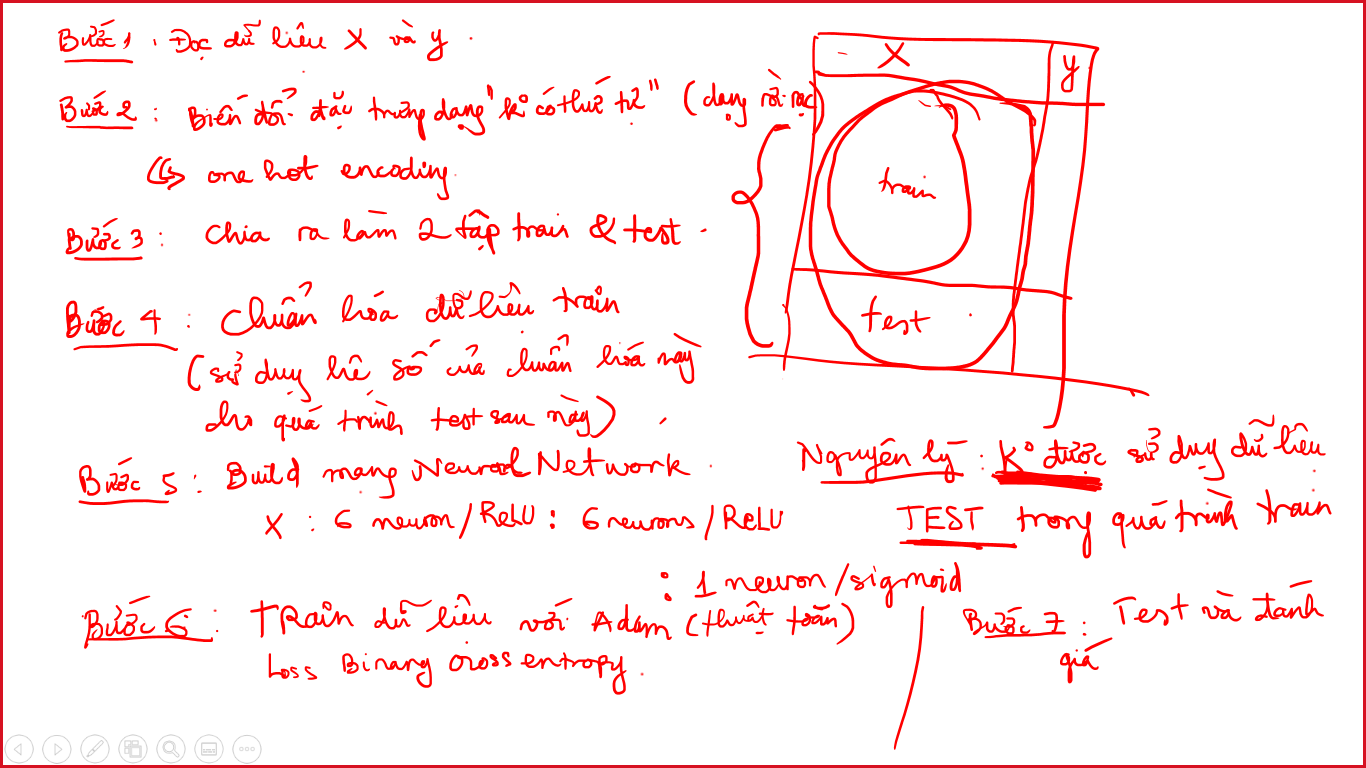 Bước 1 : Đọc dữ liệu X và y .
Bước 2 : Biến đổi đặc trưng dạng "k° có thứ tự" (dạng rời rạc)
↳ one hot encoding.
Bước 3 : Chia ra làm 2 tập train & test .
Bước 4 : Chuẩn hóa dữ liệu train
(sử dụng hệ số của chuẩn hóa này
cho quá trình test sau này) .
Bước 5 : Build mạng Neural Network .
X : 6 neuron/ReLU : 6 neurons/ReLU
: 1 neuron/sigmoid
Bước 6 : TRain dữ liệu với Adam (thuật toán)
Loss Binary cross entropy .
X y
train
test
Nguyên lý : K° được sử dụng dữ liệu
TEST trong quá trình train
Bước 7 : Test và đánh
giá